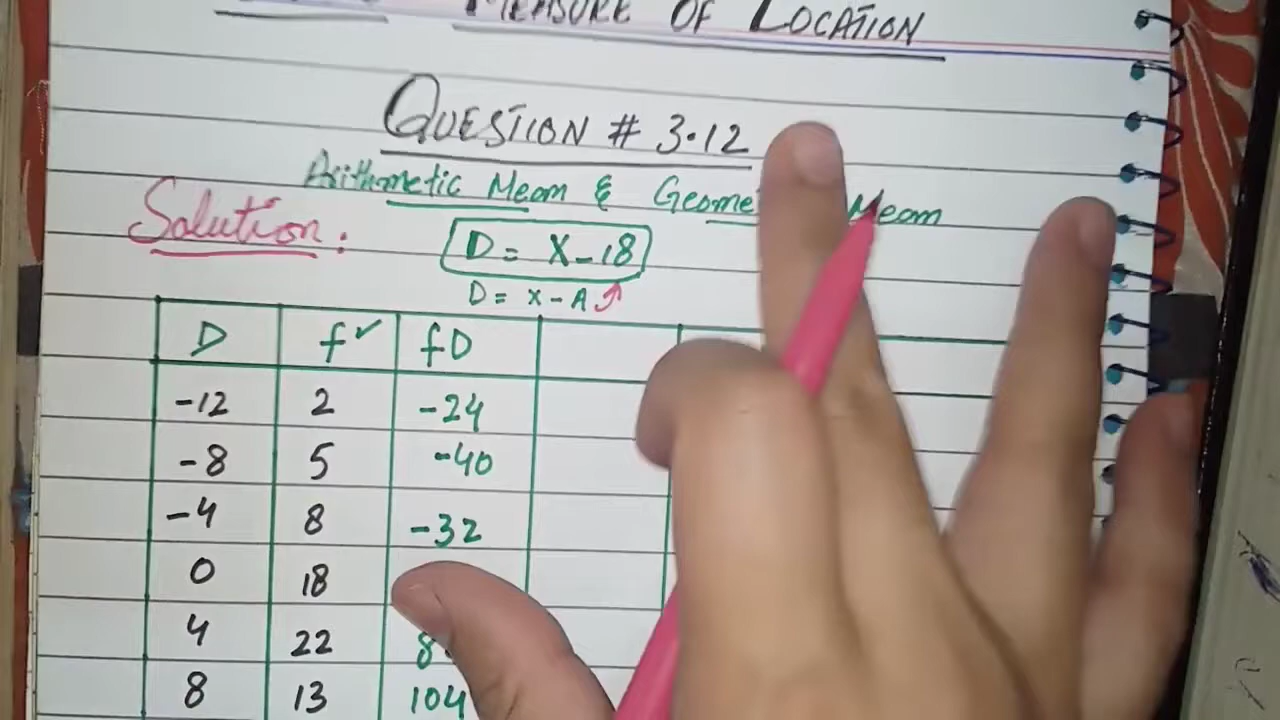 MEASURE OF LOCATION
QUESTION # 3.12
Arithmetic Mean & Mean
Solution:
D = X - 18
D = X - A
D f ✓ fD
-12 2 -24
-8 5 -40
-4 8 -32
0 18
4 22
8 13 104